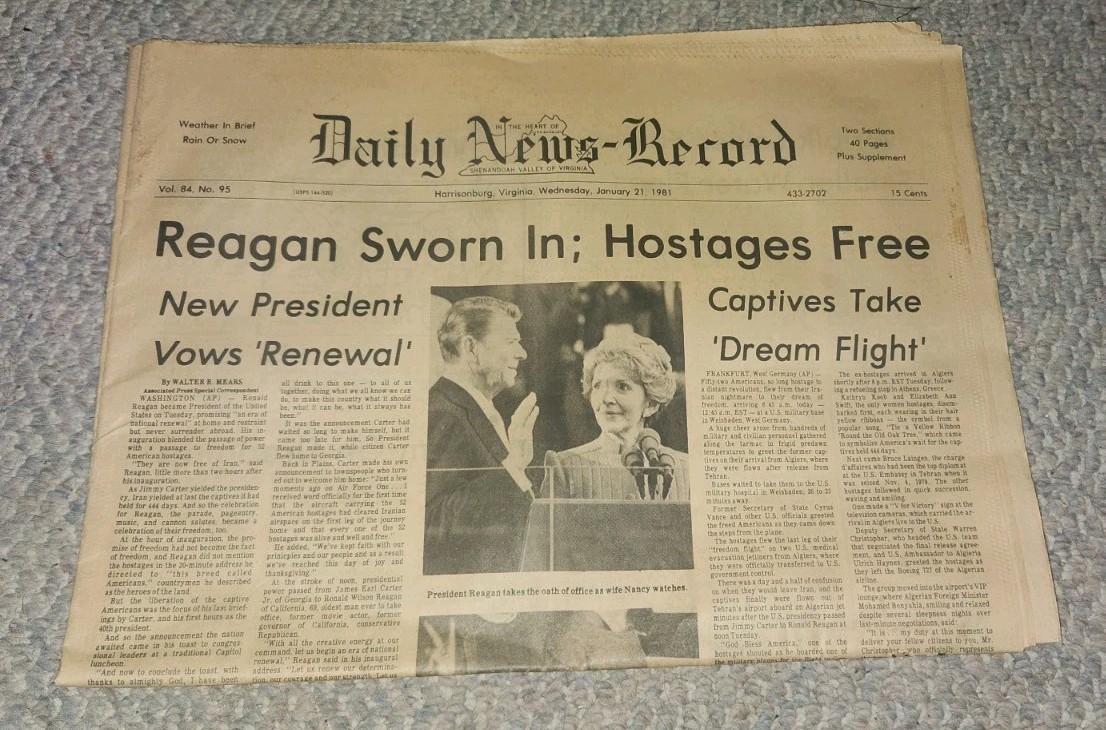 Weather In Brief
Rain Or Snow
IN THE HEART OF
Daily News-Record
SHENANDOAH VALLEY OF VIRGINIA
Two Sections
40 Pages
Plus Supplement
Vol. 84, No. 95
Harrisonburg, Virginia, Wednesday, January 21, 1981
433-2702
15 Cents
Reagan Sworn In; Hostages Free
New President
Vows 'Renewal'
By WALTER R. MEARS
Associated Press Special Correspondent
WASHINGTON (AP) — Ronald
Reagan became President of the United
States on Tuesday, promising "an era of
national renewal" at home and restraint
but never surrender abroad. His in-
auguration blended the passage of power
with a passage to freedom for 52
American hostages.
"They are now free of Iran," said
Reagan, little more than two hours after
his inauguration.
As Jimmy Carter yielded the presiden-
cy, Iran yielded at last the captives it had
held for 444 days. And so the celebration
for Reagan, the parade, pageantry,
music, and cannon salutes, became a
celebration of their freedom, too.
At the hour of inauguration, the pro-
mise of freedom had not become the fact
of freedom, and Reagan did not mention
the hostages in the 20-minute address he
directed to "this breed called
Americans," countrymen he described
as the heroes of the land.
But the liberation of the captive
Americans was the focus of his last brief-
ings by Carter, and his first hours as the
40th president.
And so the announcement the nation
awaited came in his toast to congres-
sional leaders at a traditional Capitol
luncheon.
"And now to conclude the toast, with
thanks to almighty God, I have been
all drink to this one — to all of us
together, doing what we all know we can
do, to make this country what it should
be, what it can be, what it always has
been."
It was the announcement Carter had
waited so long to make himself, but it
came too late for him. So President
Reagan made it, while citizen Carter
flew home to Georgia.
Back in Plains, Carter made his own
announcement to townspeople who turn-
ed out to welcome him home: "Just a few
moments ago on Air Force One . . . I
received word officially for the first time
that the aircraft carrying the 52
American hostages had cleared Iranian
airspace on the first leg of the journey
home and that every one of the 52
hostages was alive and well and free."
He added, "We've kept faith with our
principles and our people and as a result
we've reached this day of joy and
thanksgiving."
At the stroke of noon, presidential
power passed from James Earl Carter
Jr. of Georgia to Ronald Wilson Reagan
of California, 69, oldest man ever to take
office, former movie actor, former
governor of California, conservative
Republican.
"With all the creative energy at our
command, let us begin an era of national
renewal," Reagan said in his inaugural
address. "Let us renew our determina-
tion, our courage and our strength. Let us
President Reagan takes the oath of office as wife Nancy watches.
Captives Take
'Dream Flight'
FRANKFURT, West Germany (AP) —
Fifty-two Americans, so long hostage to
a distant revolution, flew from their Ira-
nian nightmare to their dream of
freedom, arriving 6:45 a.m. today —
12:45 a.m. EST — at a U.S. military base
in Weisbaden, West Germany.
A huge cheer arose from hundreds of
military and civilian personnel gathered
along the tarmac in frigid predawn
temperatures to greet the former cap-
tives on their arrival from Algiers, where
they were flown after release from
Tehran.
Buses waited to take them to the U.S.
military hospital in Weisbaden, 20 to 25
minutes away.
Former Secretary of State Cyrus
Vance and other U.S. officials greeted
the freed Americans as they came down
the steps from the plane.
The hostages flew the last leg of their
"freedom flight" on two U.S. medical
evacuation jetliners from Algiers, where
they were officially transferred to U.S.
government control.
There was a day and a half of confusion
on when they would leave Iran, and the
captives finally were flown out of
Tehran's airport aboard an Algerian jet
minutes after the U.S. presidency passed
from Jimmy Carter to Ronald Reagan at
noon Tuesday.
"God Bless America," one of the
hostages shouted as he boarded one of
the military planes for the flight
The ex-hostages arrived in Algiers
shortly after 8 p.m. EST Tuesday, follow-
ing a refueling stop in Athens, Greece.
Kathryn Koob and Elizabeth Ann
Swift, the only women hostages, disem-
barked first, each wearing in their hair
yellow ribbons — the symbol from a
popular song, "Tie a Yellow Ribbon
'Round the Old Oak Tree," which came
to symbolize America's wait for the cap-
tives held 444 days.
Next came Bruce Laingen, the charge
d'affaires who had been the top diplomat at
the U.S. Embassy in Tehran when it
was seized Nov. 4, 1979. The other
hostages followed in quick succession,
waving and smiling.
One made a "V for Victory" sign at the
television cameras, which carried the ar-
rival in Algiers live to the U.S.
Deputy Secretary of State Warren
Christopher, who headed the U.S. team
that negotiated the final release agree-
ment, and U.S. Ambassador to Algeria
Ulrich Haynes, greeted the hostages as
they left the Boeing 727 of the Algerian
airline.
The group moved into the airport's VIP
lounge, where Algerian Foreign Minister
Mohamed Benyahia, smiling and relaxed
despite several sleepless nights over
last-minute negotiations, said:
"It is my duty at this moment to
deliver your fellow citizens to you, Mr.
Christopher, who officially represents